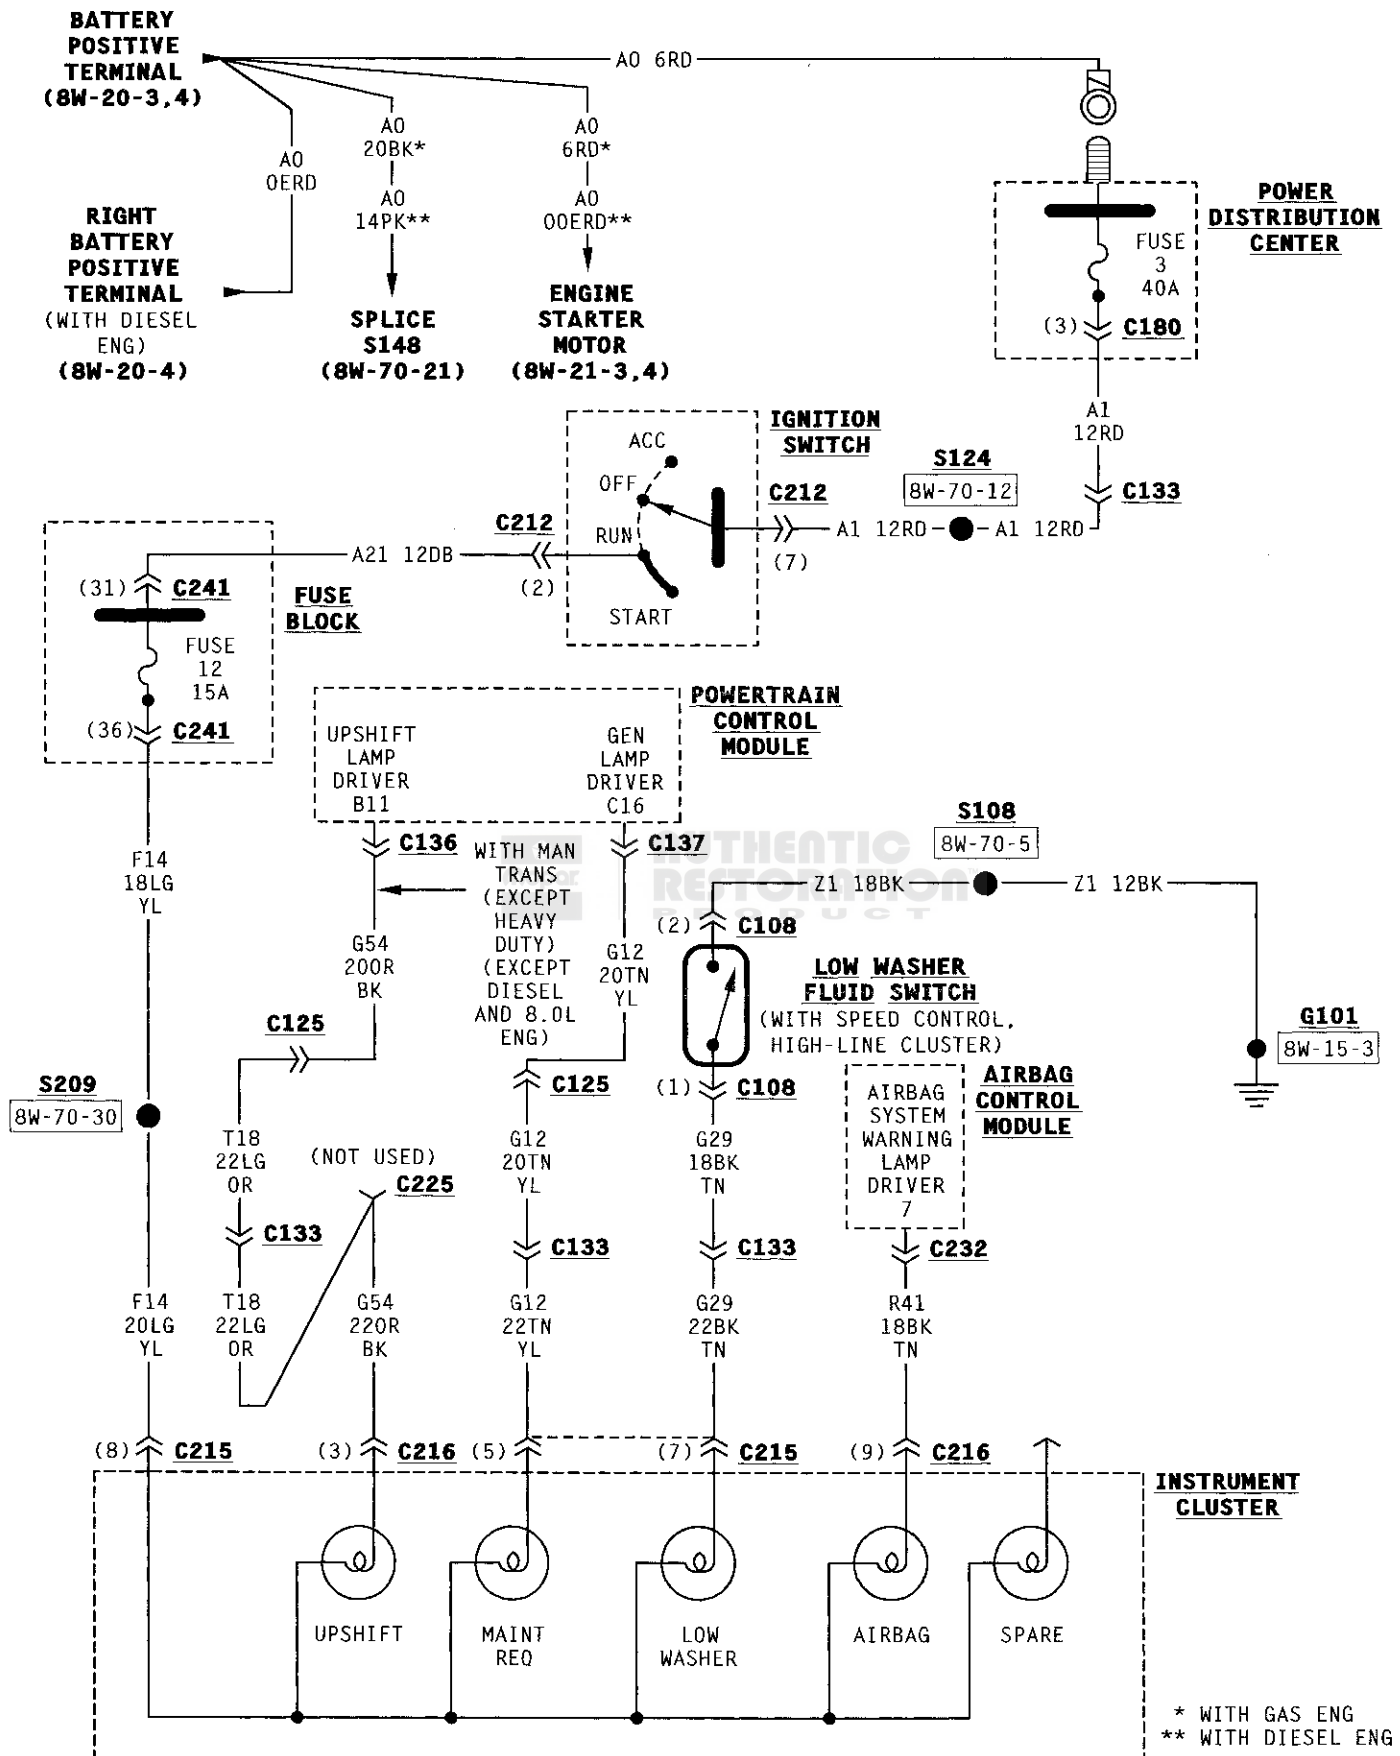 BATTERY
POSITIVE
TERMINAL
(8W-20-3,4)
A0 6RD
A0
0ERD
A0
20BK*
A0
14PK**
A0
6RD*
A0
00ERD**
RIGHT
BATTERY
POSITIVE
TERMINAL
(WITH DIESEL
ENG)
(8W-20-4)
SPLICE
S148
(8W-70-21)
ENGINE
STARTER
MOTOR
(8W-21-3,4)
POWER
DISTRIBUTION
CENTER
FUSE
3
40A
(3)
C180
A1
12RD
C133
IGNITION
SWITCH
ACC
OFF
RUN
START
C212
(7)
A1 12RD
S124
8W-70-12
A1 12RD
C212
(2)
A21 12DB
(31)
C241
FUSE
BLOCK
FUSE
12
15A
(36)
C241
POWERTRAIN
CONTROL
MODULE
UPSHIFT
LAMP
DRIVER
B11
GEN
LAMP
DRIVER
C16
C136
WITH MAN
TRANS
(EXCEPT
HEAVY
DUTY)
(EXCEPT
DIESEL
AND 8.0L
ENG)
C137
AUTHENTIC
RESTORATION
PRODUCT
S108
8W-70-5
Z1 18BK
Z1 12BK
F14
18LG
YL
G54
20OR
BK
G12
20TN
YL
(2)
C108
LOW WASHER
FLUID SWITCH
(WITH SPEED CONTROL,
HIGH-LINE CLUSTER)
G101
8W-15-3
C125
C125
(1)
C108
AIRBAG
CONTROL
MODULE
AIRBAG
SYSTEM
WARNING
LAMP
DRIVER
7
S209
8W-70-30
T18
22LG
OR
(NOT USED)
C225
G12
20TN
YL
G29
18BK
TN
C133
C133
C133
C232
F14
20LG
YL
T18
22LG
OR
G54
22OR
BK
G12
22TN
YL
G29
22BK
TN
R41
18BK
TN
(8)
C215
(3)
C216
(5)
(7)
C215
(9)
C216
INSTRUMENT
CLUSTER
UPSHIFT
MAINT
REQ
LOW
WASHER
AIRBAG
SPARE
* WITH GAS ENG
** WITH DIESEL ENG